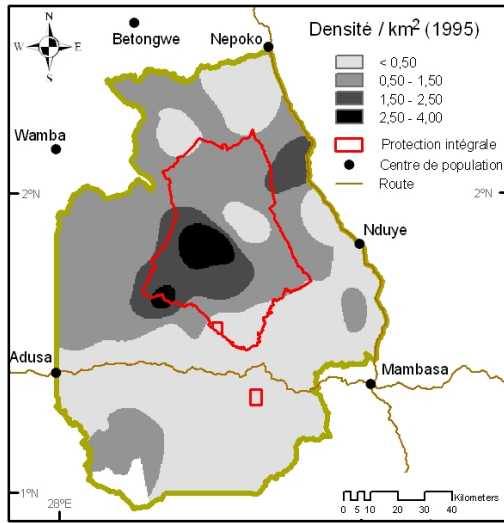 N
W E
S
Betongwe
Nepoko
Densité / km² (1995)
< 0,50
0,50 - 1,50
1,50 - 2,50
2,50 - 4,00
Protection intégrale
Centre de population
Route
Wamba
2°N
2°N
Nduye
Adusa
Mambasa
1°N
28°E
Kilometers
0 5 10 20 30 40